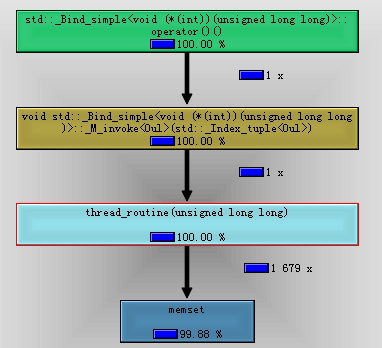 std::_Bind_simple<void (*(int))(unsigned long long)>::
operator()()
100.00 %
1 x
void std::_Bind_simple<void (*(int))(unsigned long long
)>::_M_invoke<0ul>(std::_Index_tuple<0ul>)
100.00 %
1 x
thread_routine(unsigned long long)
100.00 %
1 679 x
memset
99.88 %